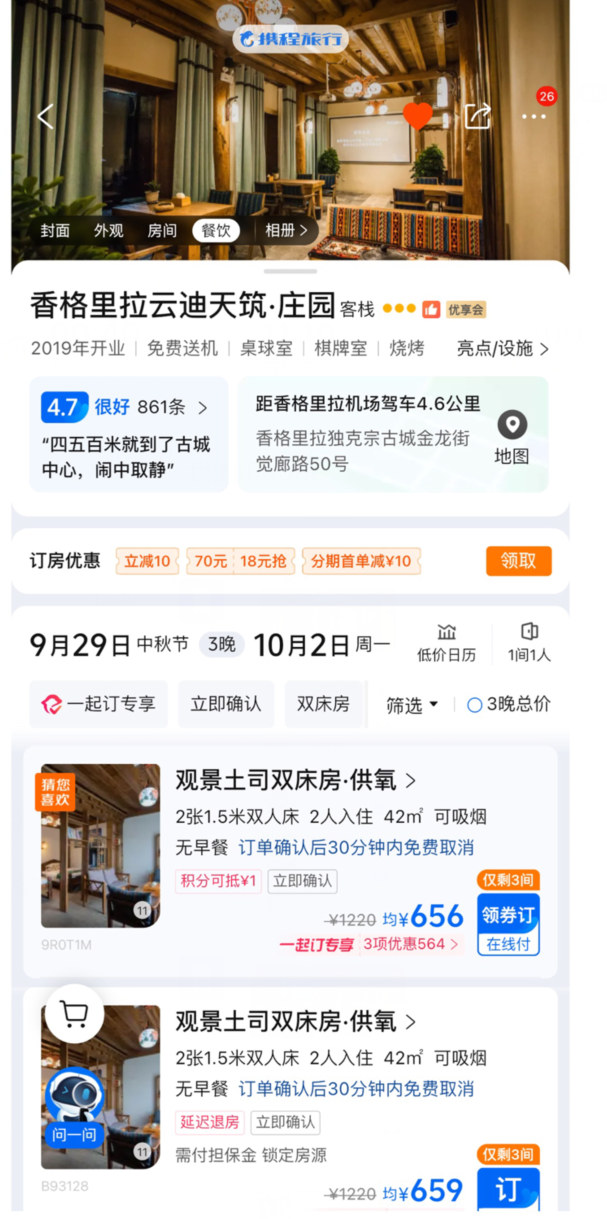 携程旅行
26
封面 外观 房间 餐饮 相册 >
香格里拉云迪天筑·庄园 客栈 优享会
2019年开业 免费送机 桌球室 棋牌室 烧烤 亮点/设施 >
4.7 很好 861条 >
“四五百米就到了古城
中心，闹中取静”
距香格里拉机场驾车4.6公里
香格里拉独克宗古城金龙街
觉廊路50号
地图
订房优惠 立减10 70元 18元抢 分期首单减¥10 领取
9月29日 中秋节 3晚 10月2日 周一
低价日历
1间1人
一起订专享 立即确认 双床房 筛选 3晚总价
猜您
喜欢
观景土司双床房·供氧 >
2张1.5米双人床 2人入住 42㎡ 可吸烟
无早餐 订单确认后30分钟内免费取消
积分可抵¥1 立即确认
仅剩3间
11
¥1220 均¥656
领券订
在线付
一起订专享 3项优惠564 >
9R0T1M
观景土司双床房·供氧 >
2张1.5米双人床 2人入住 42㎡ 可吸烟
无早餐 订单确认后30分钟内免费取消
延迟退房 立即确认
问一问
11
需付担保金 锁定房源
仅剩3间
B93128
¥1220 均¥659
订